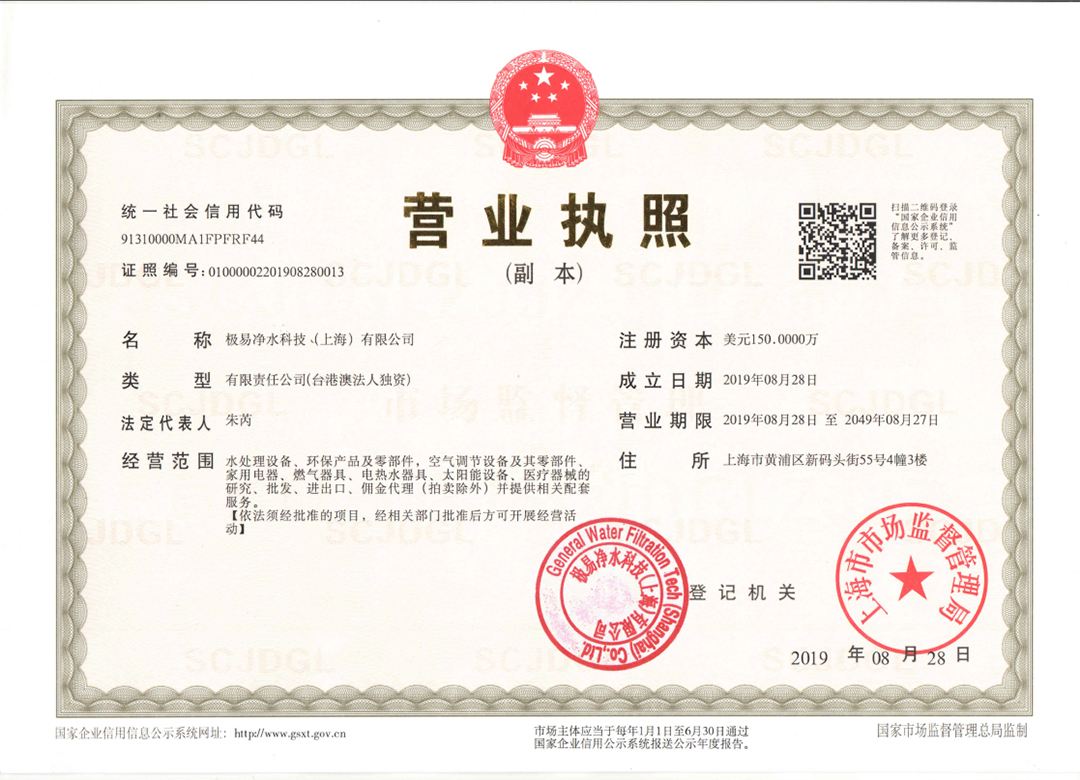 统一社会信用代码
91310000MA1FPFRF44
证照编号:01000002201908280013
营业执照
(副 本)
扫描二维码登录
“国家企业信用
信息公示系统”
了解更多登记、
备案、许可、监
管信息。
名 称 极易净水科技(上海)有限公司
类 型 有限责任公司(台港澳法人独资)
法定代表人 朱芮
经营范围 水处理设备、环保产品及零部件,空气调节设备及其零部件、
家用电器、燃气器具、电热水器具、太阳能设备、医疗器械的
研究、批发、进出口、佣金代理(拍卖除外)并提供相关配套
服务。
【依法须经批准的项目,经相关部门批准后方可开展经营活
动】
注册资本 美元150.0000万
成立日期 2019年08月28日
营业期限 2019年08月28日 至 2049年08月27日
住 所 上海市黄浦区新码头街55号4幢3楼
General Water Filtration Tech (Shanghai) Co.,Ltd.
极易净水科技(上海)有限公司
登记机关
上海市市场监督管理局
2019 年 08 月 28 日
国家企业信用信息公示系统网址: http://www.gsxt.gov.cn
市场主体应当于每年1月1日至6月30日通过
国家企业信用公示系统报送公示年度报告。
国家市场监督管理总局监制
SCJDGL